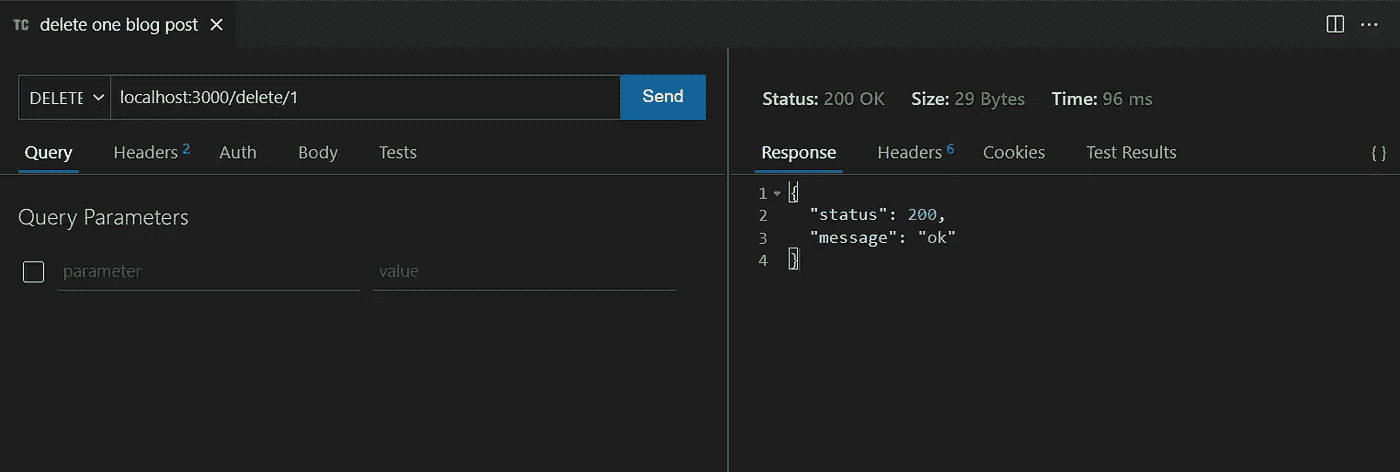 TC delete one blog post
DELETE localhost:3000/delete/1 Send
Query Headers 2 Auth Body Tests
Query Parameters
parameter value
Status: 200 OK Size: 29 Bytes Time: 96 ms
Response Headers 6 Cookies Test Results { }
1 {
2 "status": 200,
3 "message": "ok"
4 }